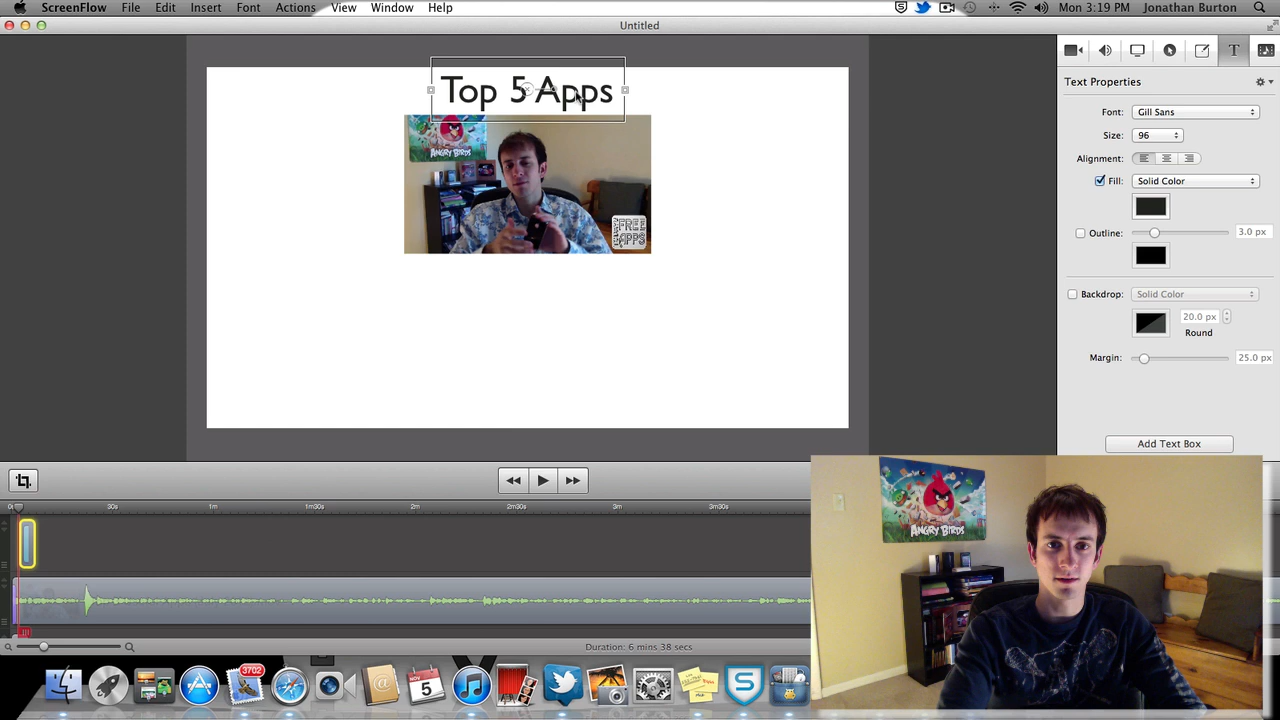 ScreenFlow File Edit Insert Font Actions View Window Help Mon 3:19 PM Jonathan Burton
Untitled
Top 5 Apps
ANGRY BIRDS
FREE
APPS
Text Properties
Font: Gill Sans
Size: 96
Alignment:
Fill: Solid Color
Outline: 3.0 px
Backdrop: Solid Color
20.0 px
Round
Margin: 25.0 px
Add Text Box
30s 1m 1m30s 2m 2m30s 3m 3m30s
ANGRY BIRDS
Duration: 6 mins 38 secs
3702
NOV
5
S